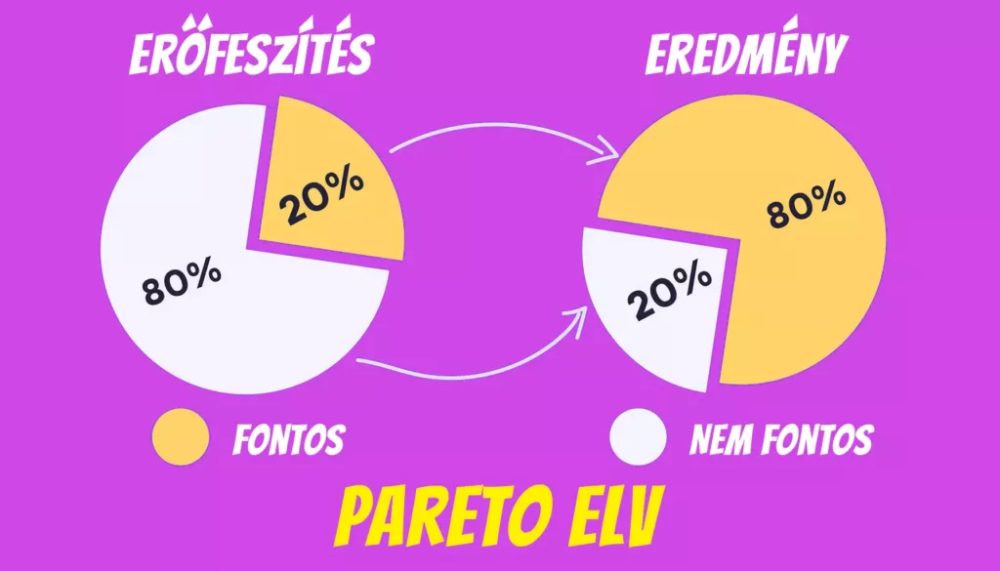 ERŐFESZÍTÉS
EREDMÉNY
20%
80%
80%
20%
FONTOS
NEM FONTOS
PARETO ELV